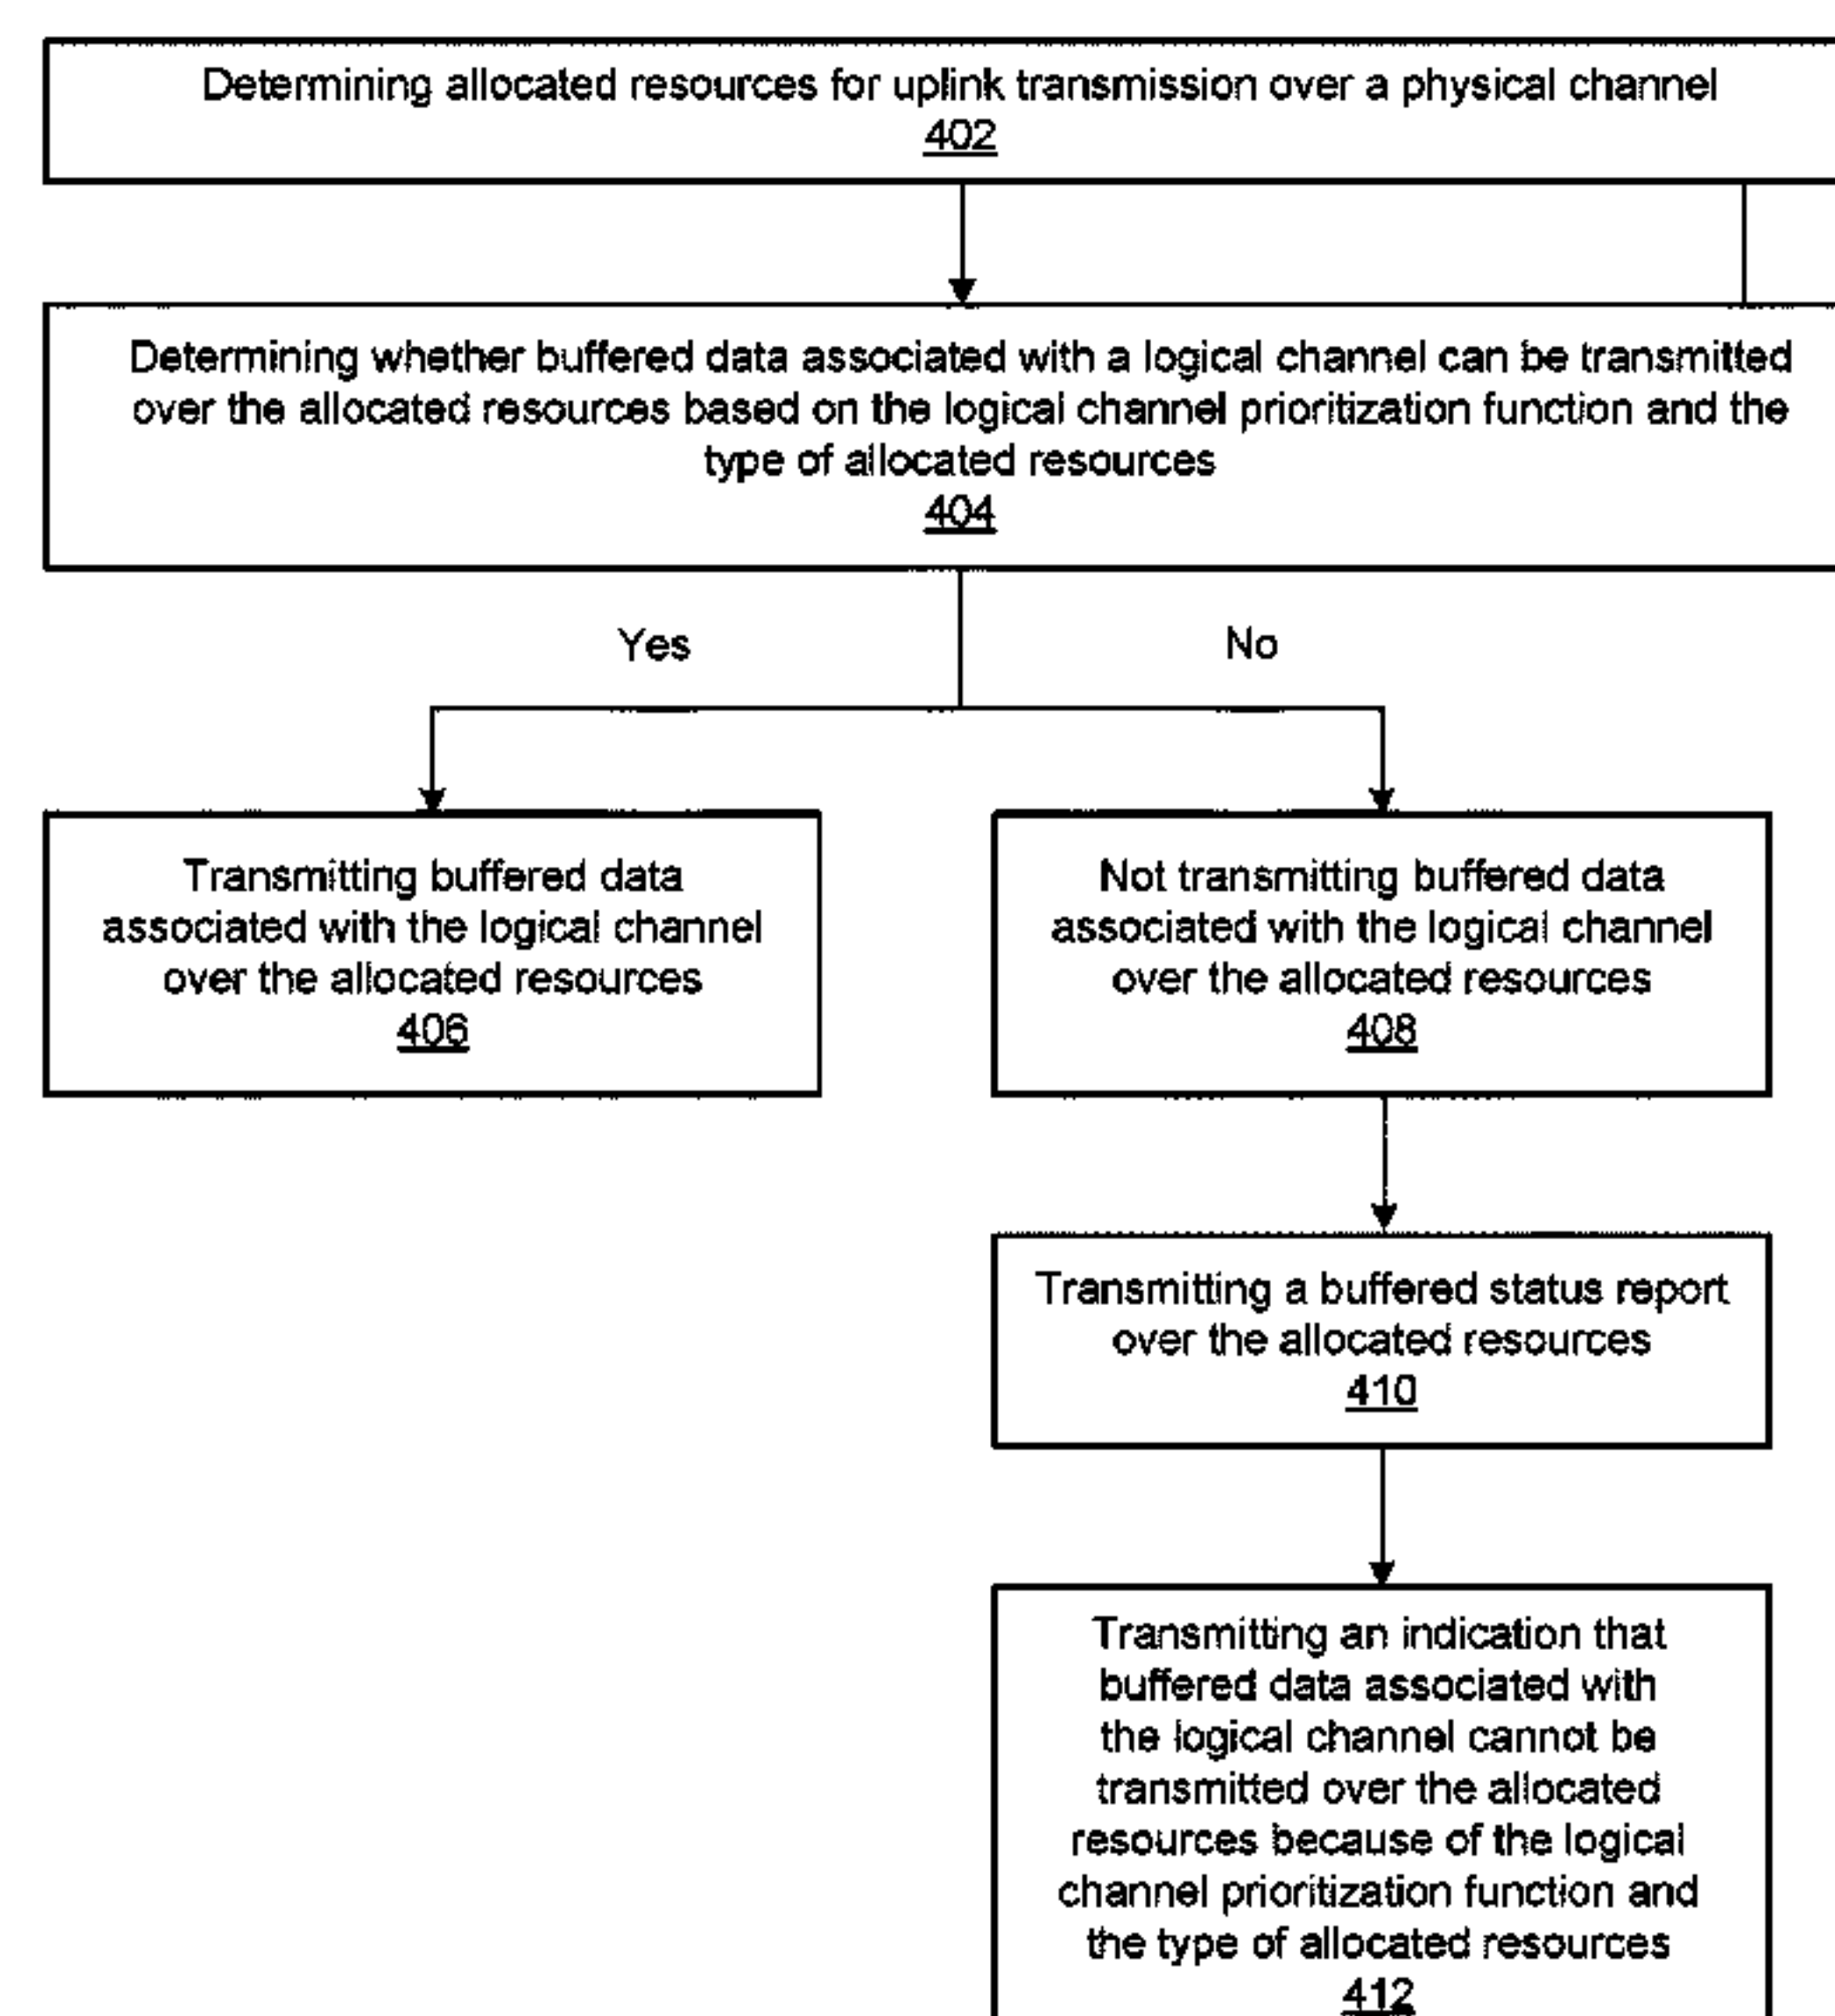 Determining allocated resources for uplink transmission over a physical channel
402
Determining whether buffered data associated with a logical channel can be transmitted
over the allocated resources based on the logical channel prioritization function and the
type of allocated resources
404
Yes
No
Transmitting buffered data
associated with the logical channel
over the allocated resources
406
Not transmitting buffered data
associated with the logical channel
over the allocated resources
408
Transmitting a buffered status report
over the allocated resources
410
Transmitting an indication that
buffered data associated with
the logical channel cannot be
transmitted over the allocated
resources because of the logical
channel prioritization function and
the type of allocated resources
412